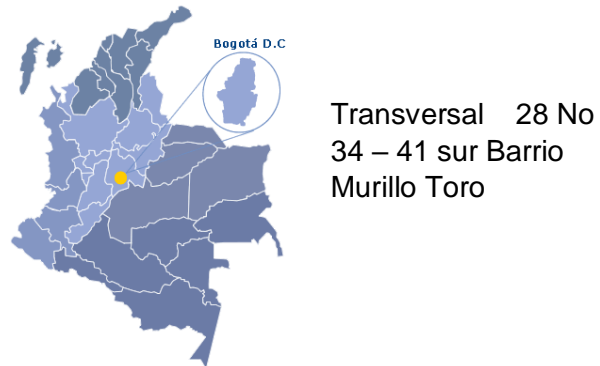 Bogotá D.C
Transversal 28 No
34 – 41 sur Barrio
Murillo Toro